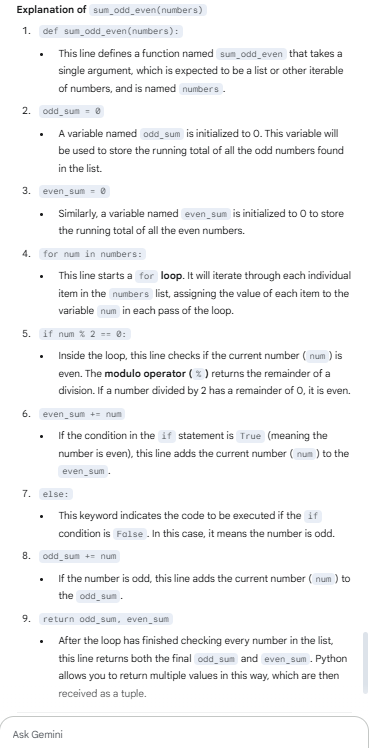 Explanation of sum_odd_even(numbers)
1. def sum_odd_even(numbers):
• This line defines a function named sum_odd_even that takes a
single argument, which is expected to be a list or other iterable
of numbers, and is named numbers.
2. odd_sum = 0
• A variable named odd_sum is initialized to 0. This variable will
be used to store the running total of all the odd numbers found
in the list.
3. even_sum = 0
• Similarly, a variable named even_sum is initialized to 0 to store
the running total of all the even numbers.
4. for num in numbers:
• This line starts a for loop. It will iterate through each individual
item in the numbers list, assigning the value of each item to the
variable num in each pass of the loop.
5. if num % 2 == 0:
• Inside the loop, this line checks if the current number ( num ) is
even. The modulo operator ( % ) returns the remainder of a
division. If a number divided by 2 has a remainder of 0, it is even.
6. even_sum += num
• If the condition in the if statement is True (meaning the
number is even), this line adds the current number ( num ) to the
even_sum.
7. else:
• This keyword indicates the code to be executed if the if
condition is False. In this case, it means the number is odd.
8. odd_sum += num
• If the number is odd, this line adds the current number ( num ) to
the odd_sum.
9. return odd_sum, even_sum
• After the loop has finished checking every number in the list,
this line returns both the final odd_sum and even_sum. Python
allows you to return multiple values in this way, which are then
received as a tuple.
Ask Gemini